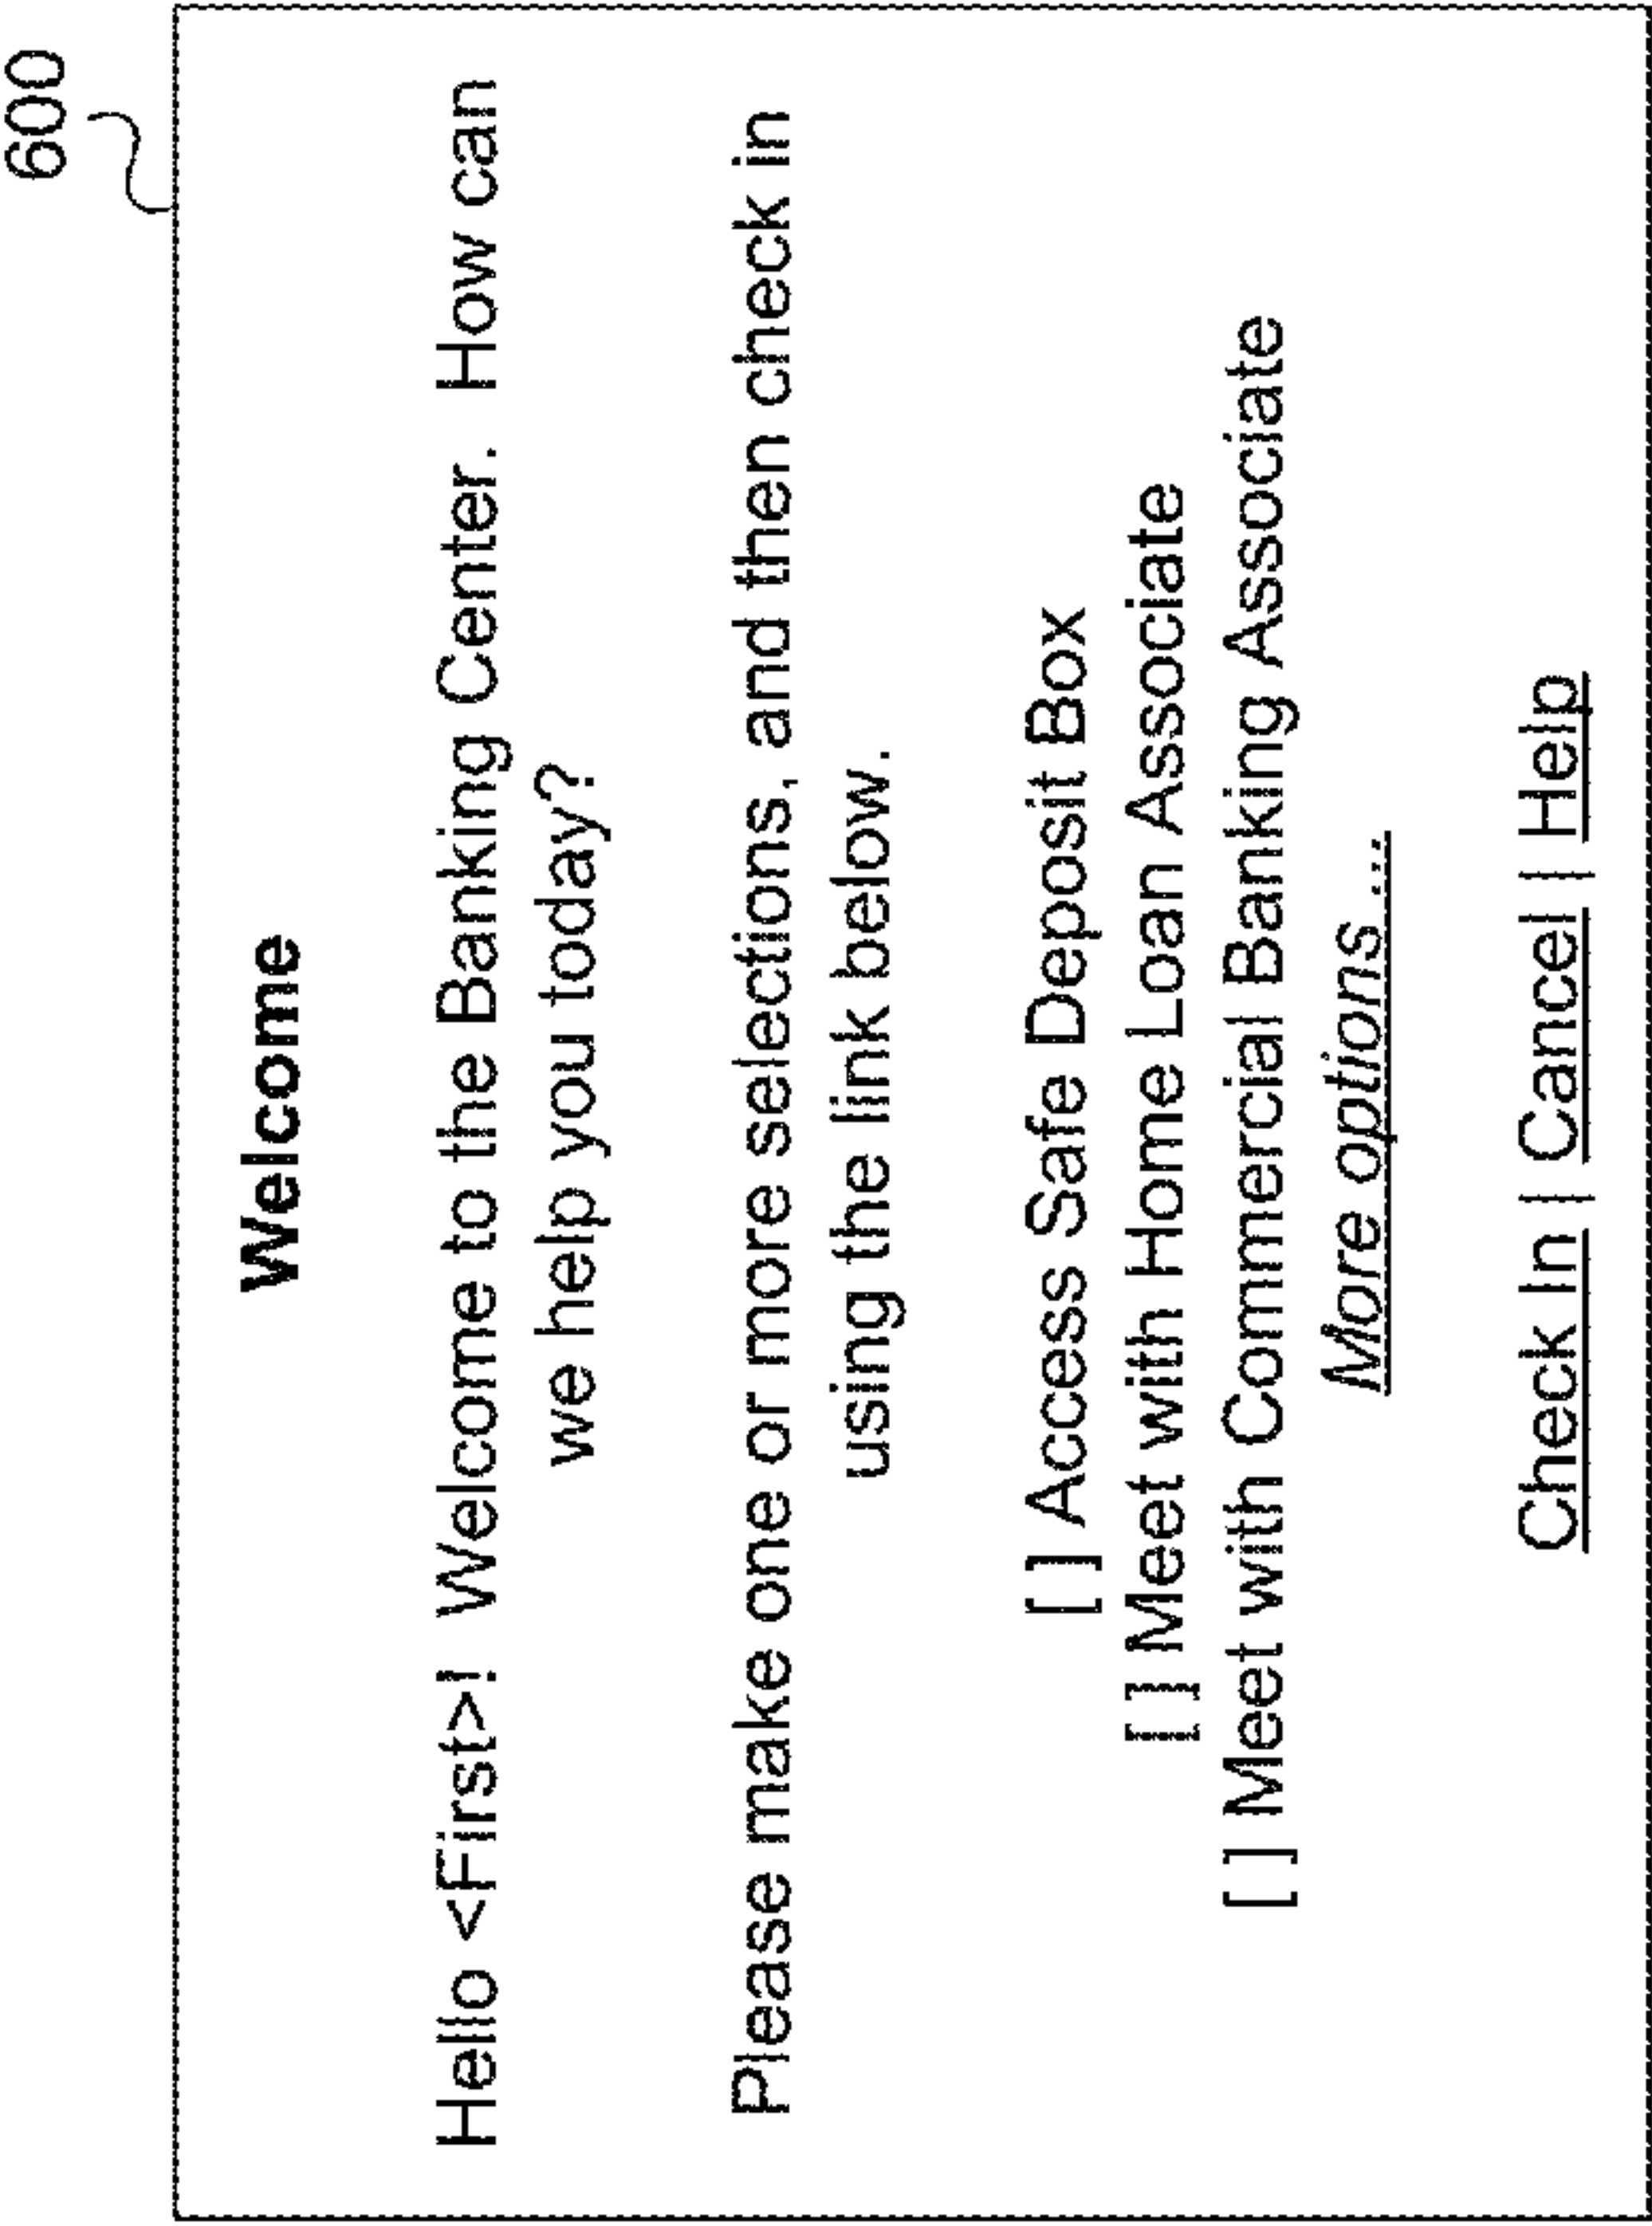 600
Welcome
Hello <First>!  Welcome to the Banking Center.  How can
we help you today?
Please make one or more selections, and then check in
using the link below.
[ ] Access Safe Deposit Box
[ ] Meet with Home Loan Associate
[ ] Meet with Commercial Banking Associate
More options ...
Check In | Cancel | Help